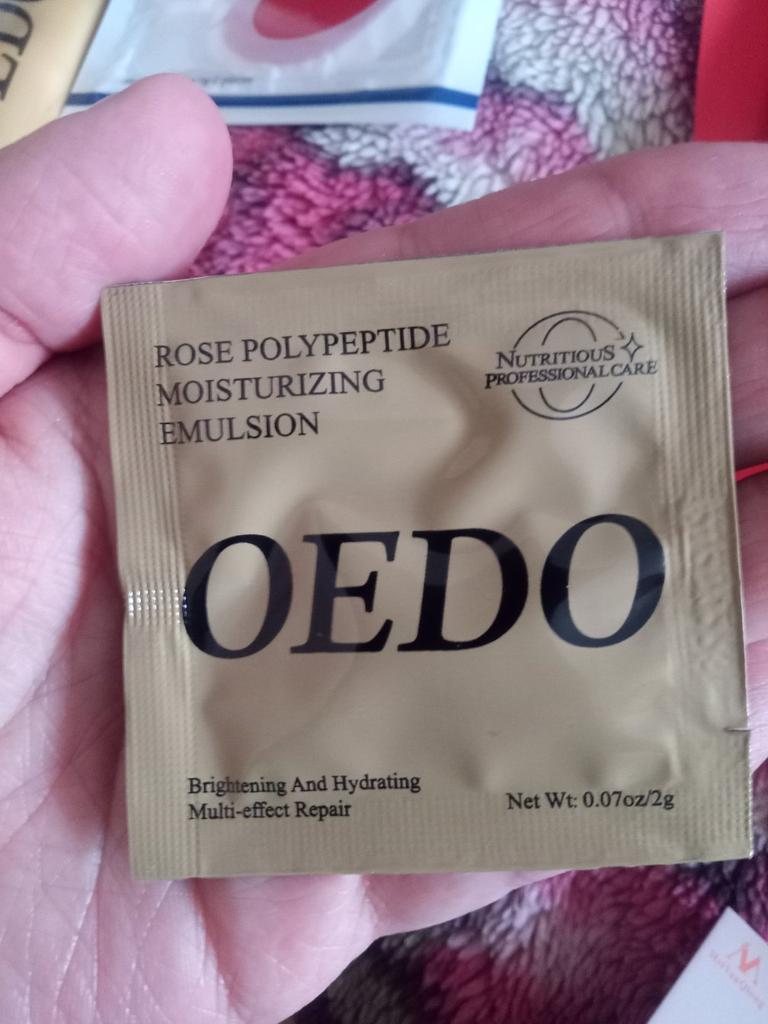 ROSE POLYPEPTIDE
MOISTURIZING
EMULSION
NUTRITIOUS
PROFESSIONAL CARE
OEDO
Brightening And Hydrating
Multi-effect Repair
Net Wt: 0.07oz/2g